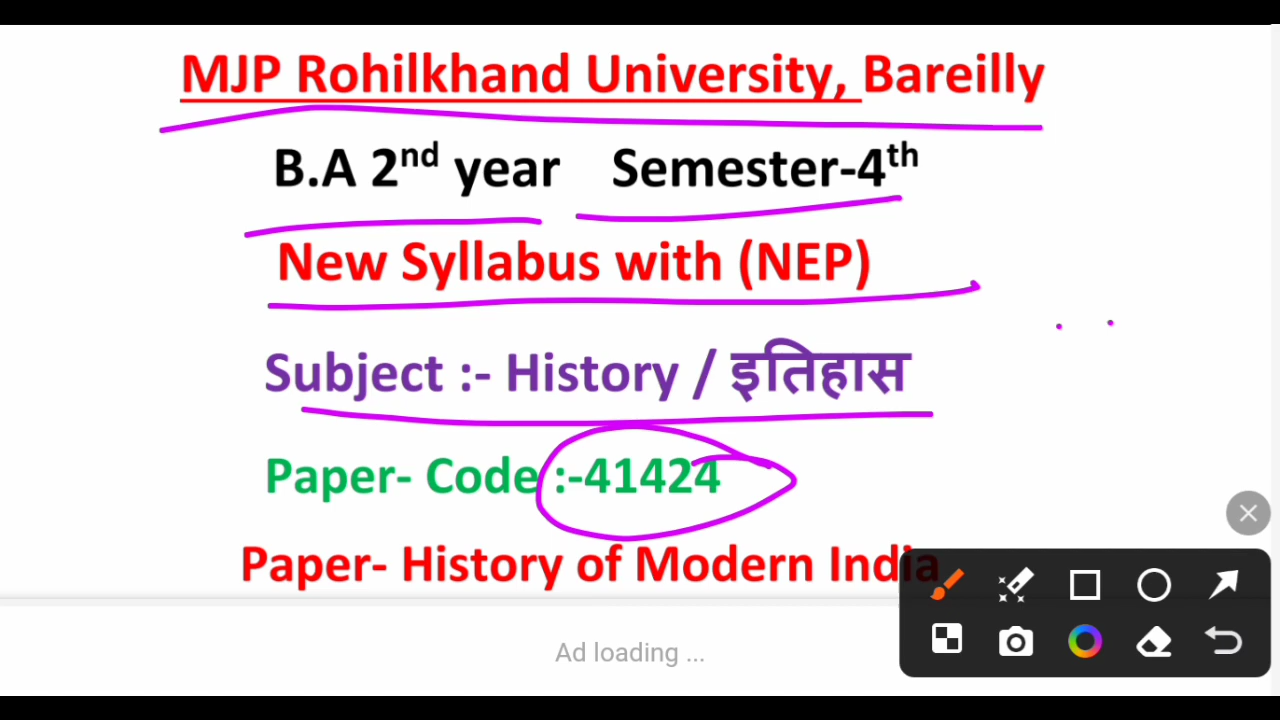 MJP Rohilkhand University, Bareilly
B.A 2nd year Semester-4th
New Syllabus with (NEP)
Subject :- History / इतिहास
Paper- Code :-41424
Paper- History of Modern India
Ad loading ...